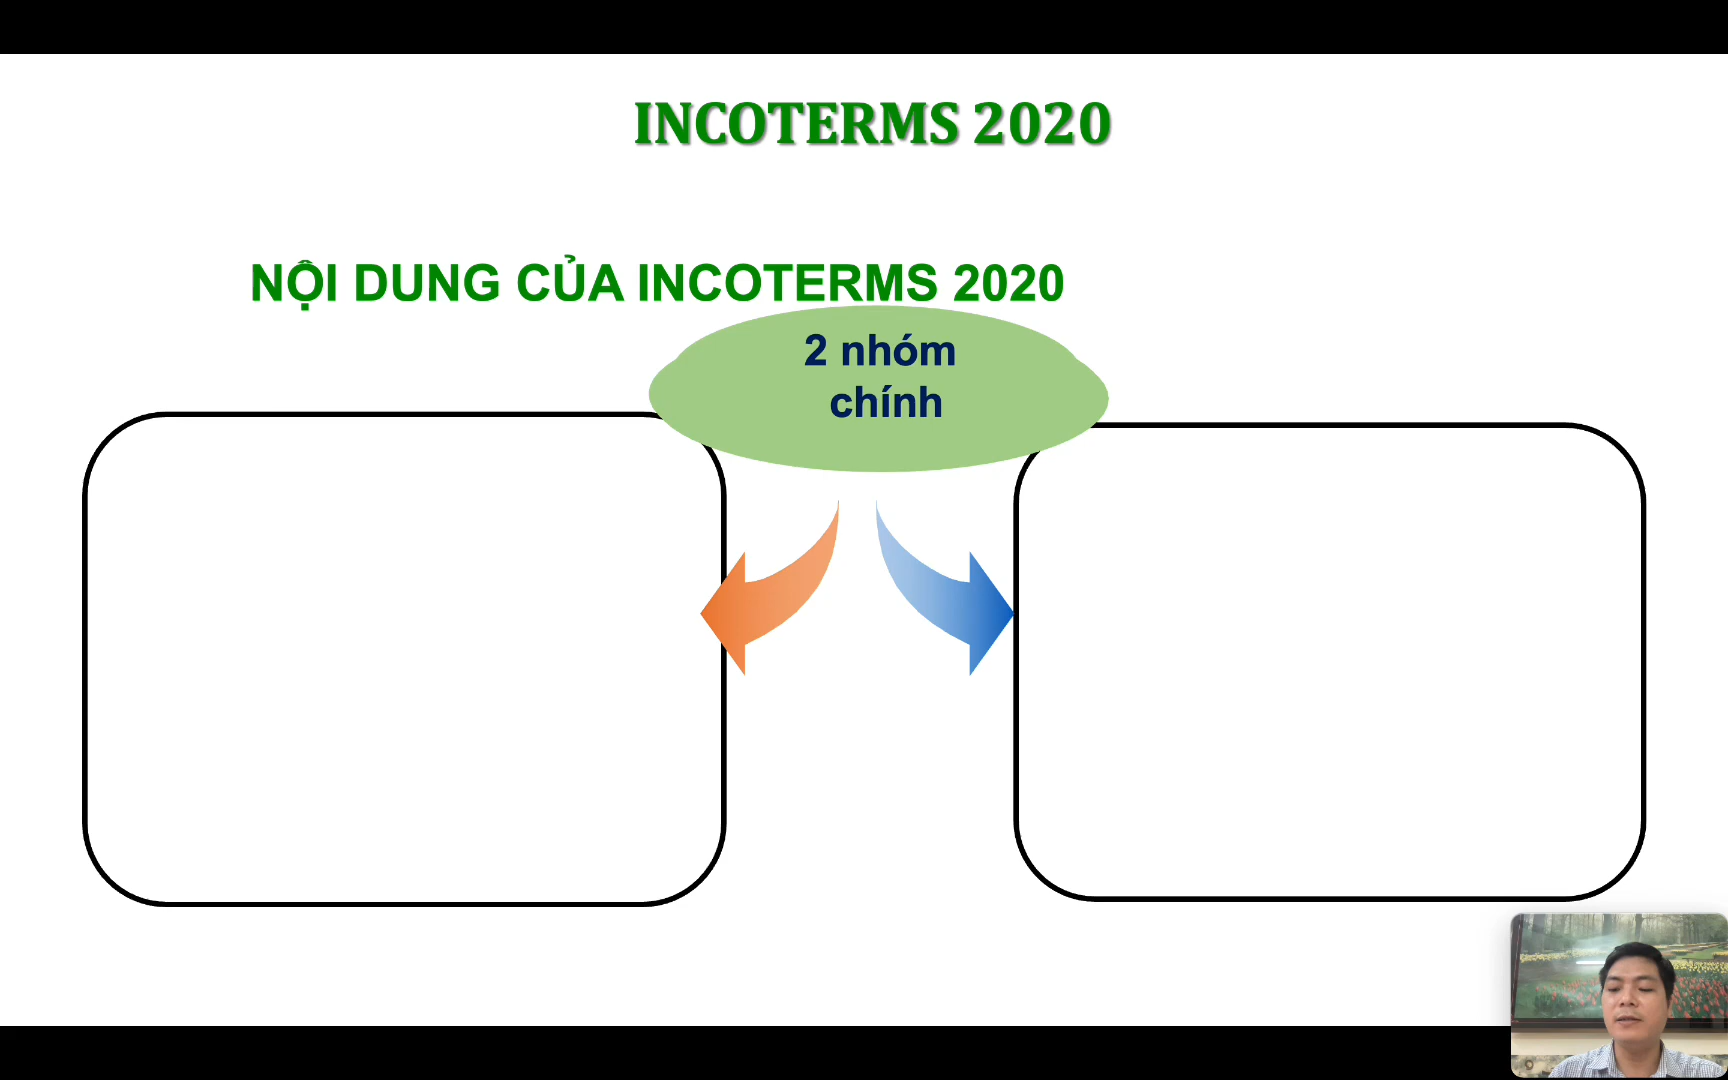 INCOTERMS 2020
NỘI DUNG CỦA INCOTERMS 2020
2 nhóm
chính